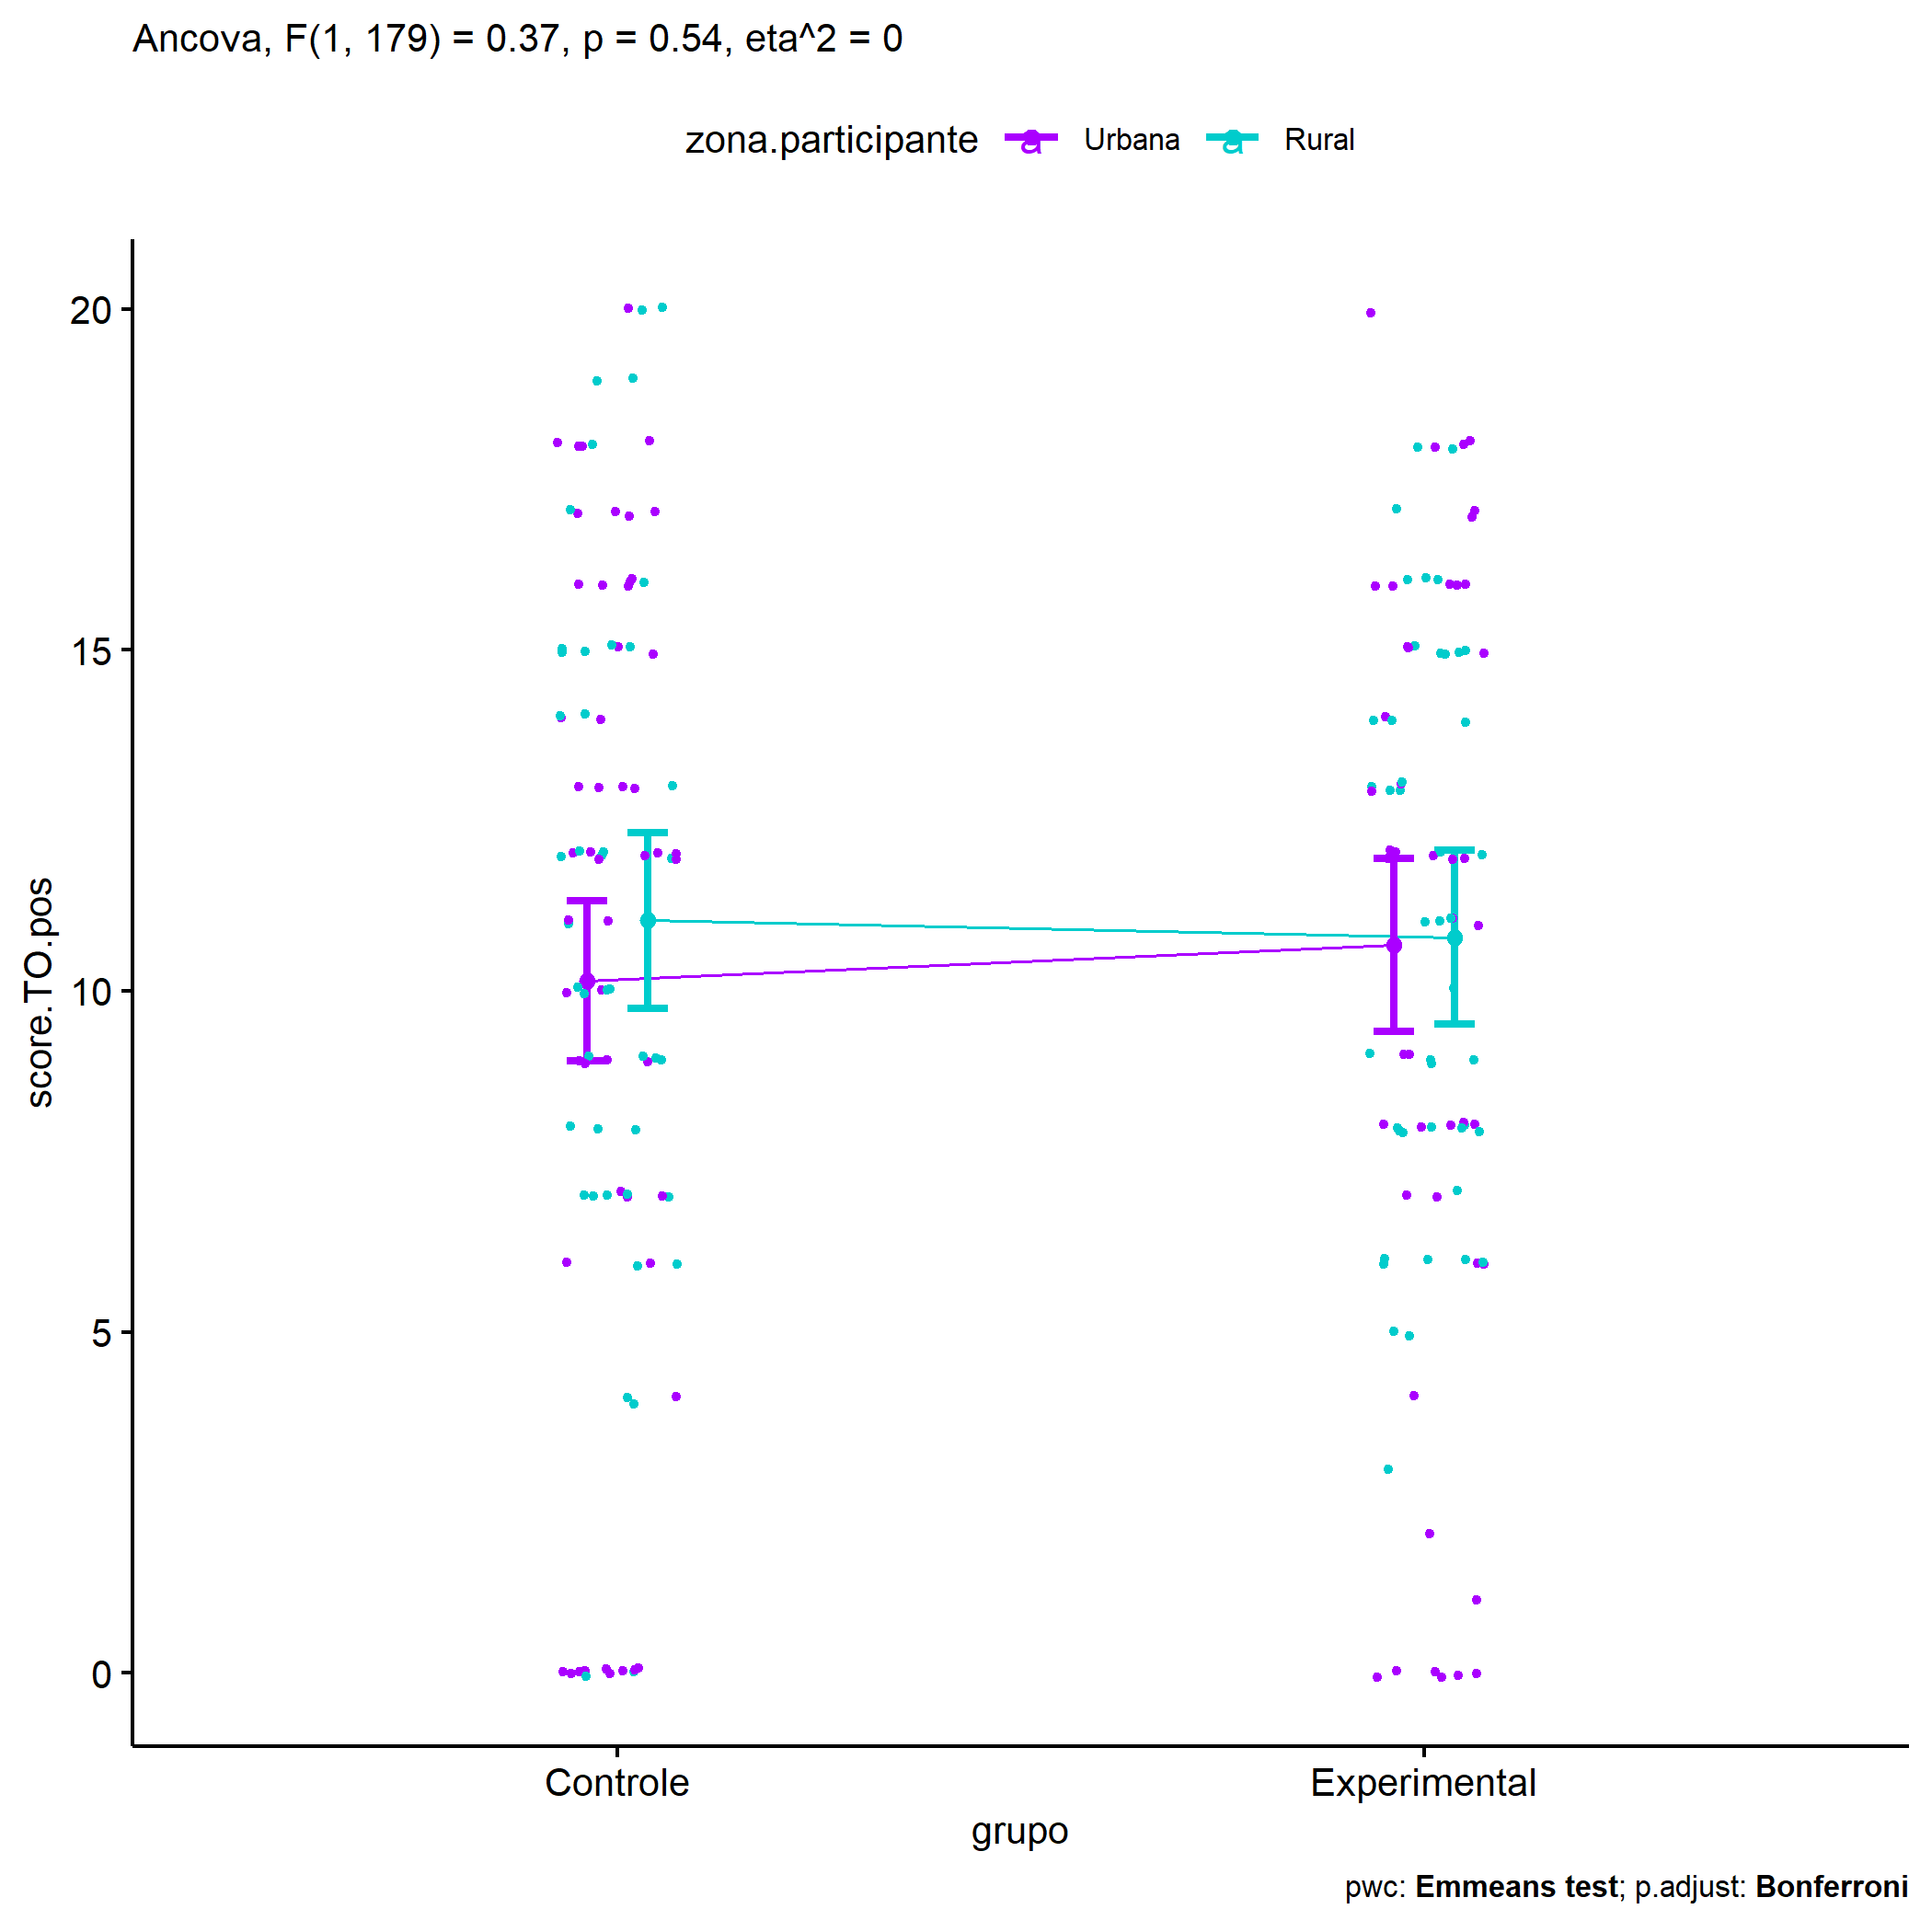 Ancova, F(1, 179) = 0.37, p = 0.54, eta^2 = 0
zona.participante a Urbana a Rural
score.TO.pos
20
15
10
5
0
Controle Experimental
grupo
pwc: Emmeans test; p.adjust: Bonferroni